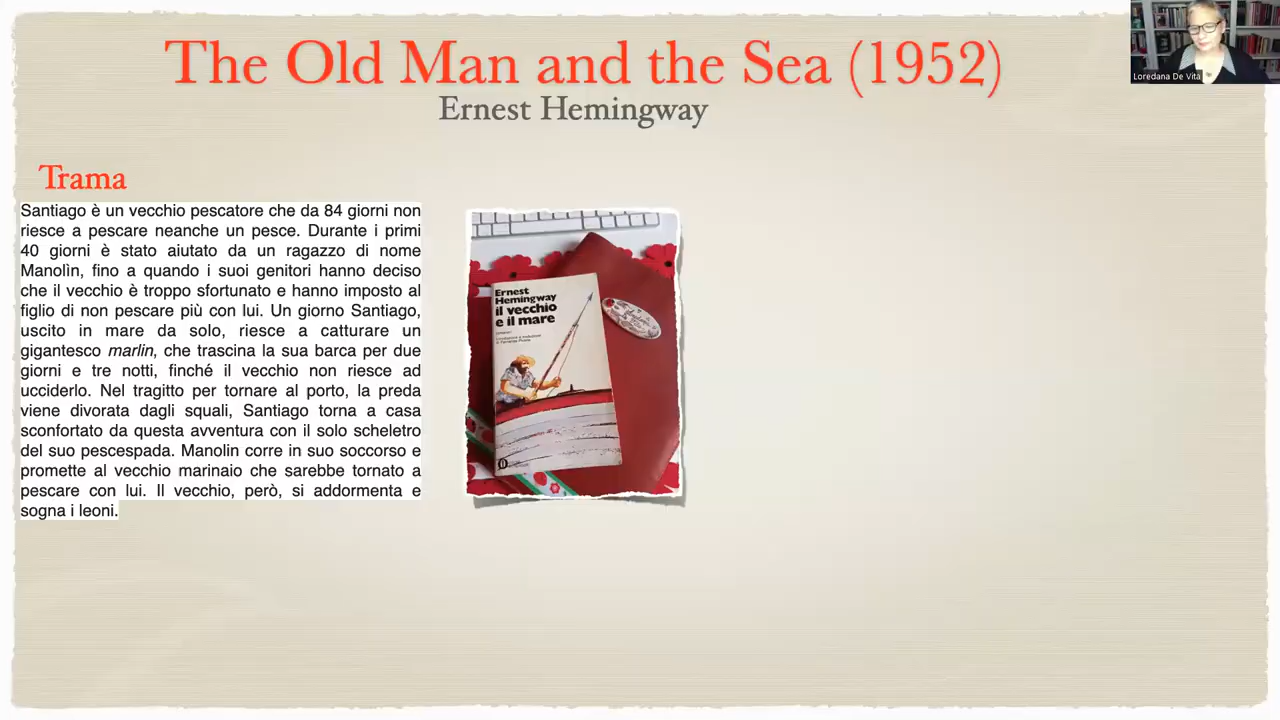 The Old Man and the Sea (1952)
Ernest Hemingway
Loredana De Vita
Trama
Santiago è un vecchio pescatore che da 84 giorni non
riesce a pescare neanche un pesce. Durante i primi
40 giorni è stato aiutato da un ragazzo di nome
Manolìn, fino a quando i suoi genitori hanno deciso
che il vecchio è troppo sfortunato e hanno imposto al
figlio di non pescare più con lui. Un giorno Santiago,
uscito in mare da solo, riesce a catturare un
gigantesco marlin, che trascina la sua barca per due
giorni e tre notti, finché il vecchio non riesce ad
ucciderlo. Nel tragitto per tornare al porto, la preda
viene divorata dagli squali, Santiago torna a casa
sconfortato da questa avventura con il solo scheletro
del suo pescespada. Manolin corre in suo soccorso e
promette al vecchio marinaio che sarebbe tornato a
pescare con lui. Il vecchio, però, si addormenta e
sogna i leoni.
Ernest
Hemingway
il vecchio
e il mare